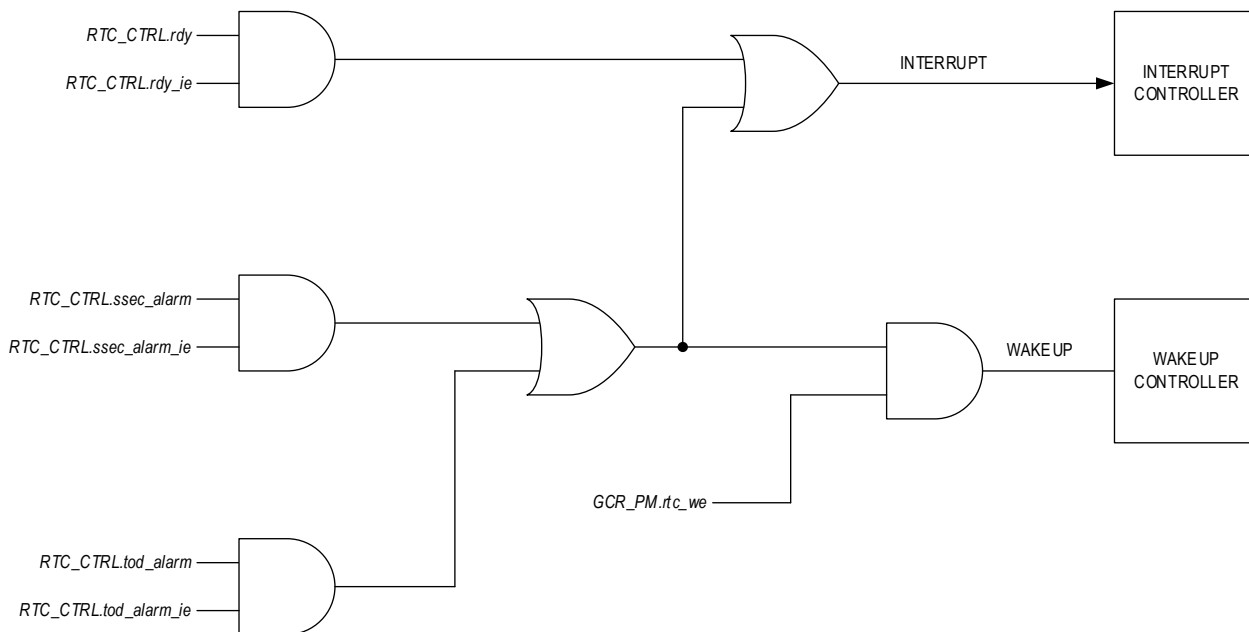 RTC_CTRL.rdy
RTC_CTRL.rdy_ie
INTERRUPT
INTERRUPT
CONTROLLER
RTC_CTRL.ssec_alarm
RTC_CTRL.ssec_alarm_ie
WAKEUP
WAKEUP
CONTROLLER
GCR_PM.rtc_we
RTC_CTRL.tod_alarm
RTC_CTRL.tod_alarm_ie